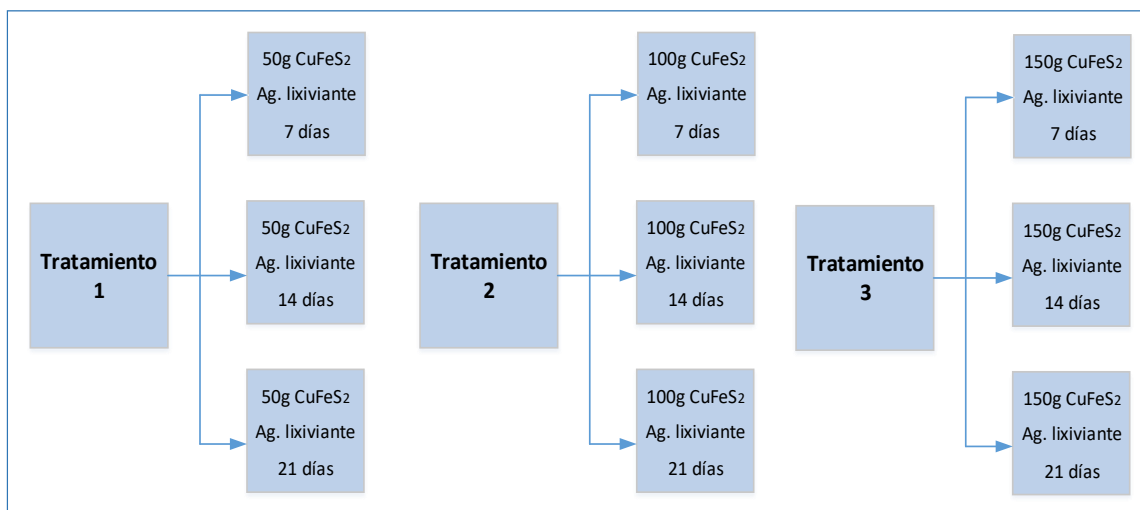 Tratamiento
1
50g CuFeS2
Ag. lixiviante
7 días
50g CuFeS2
Ag. lixiviante
14 días
50g CuFeS2
Ag. lixiviante
21 días
Tratamiento
2
100g CuFeS2
Ag. lixiviante
7 días
100g CuFeS2
Ag. lixiviante
14 días
100g CuFeS2
Ag. lixiviante
21 días
Tratamiento
3
150g CuFeS2
Ag. lixiviante
7 días
150g CuFeS2
Ag. lixiviante
14 días
150g CuFeS2
Ag. lixiviante
21 días